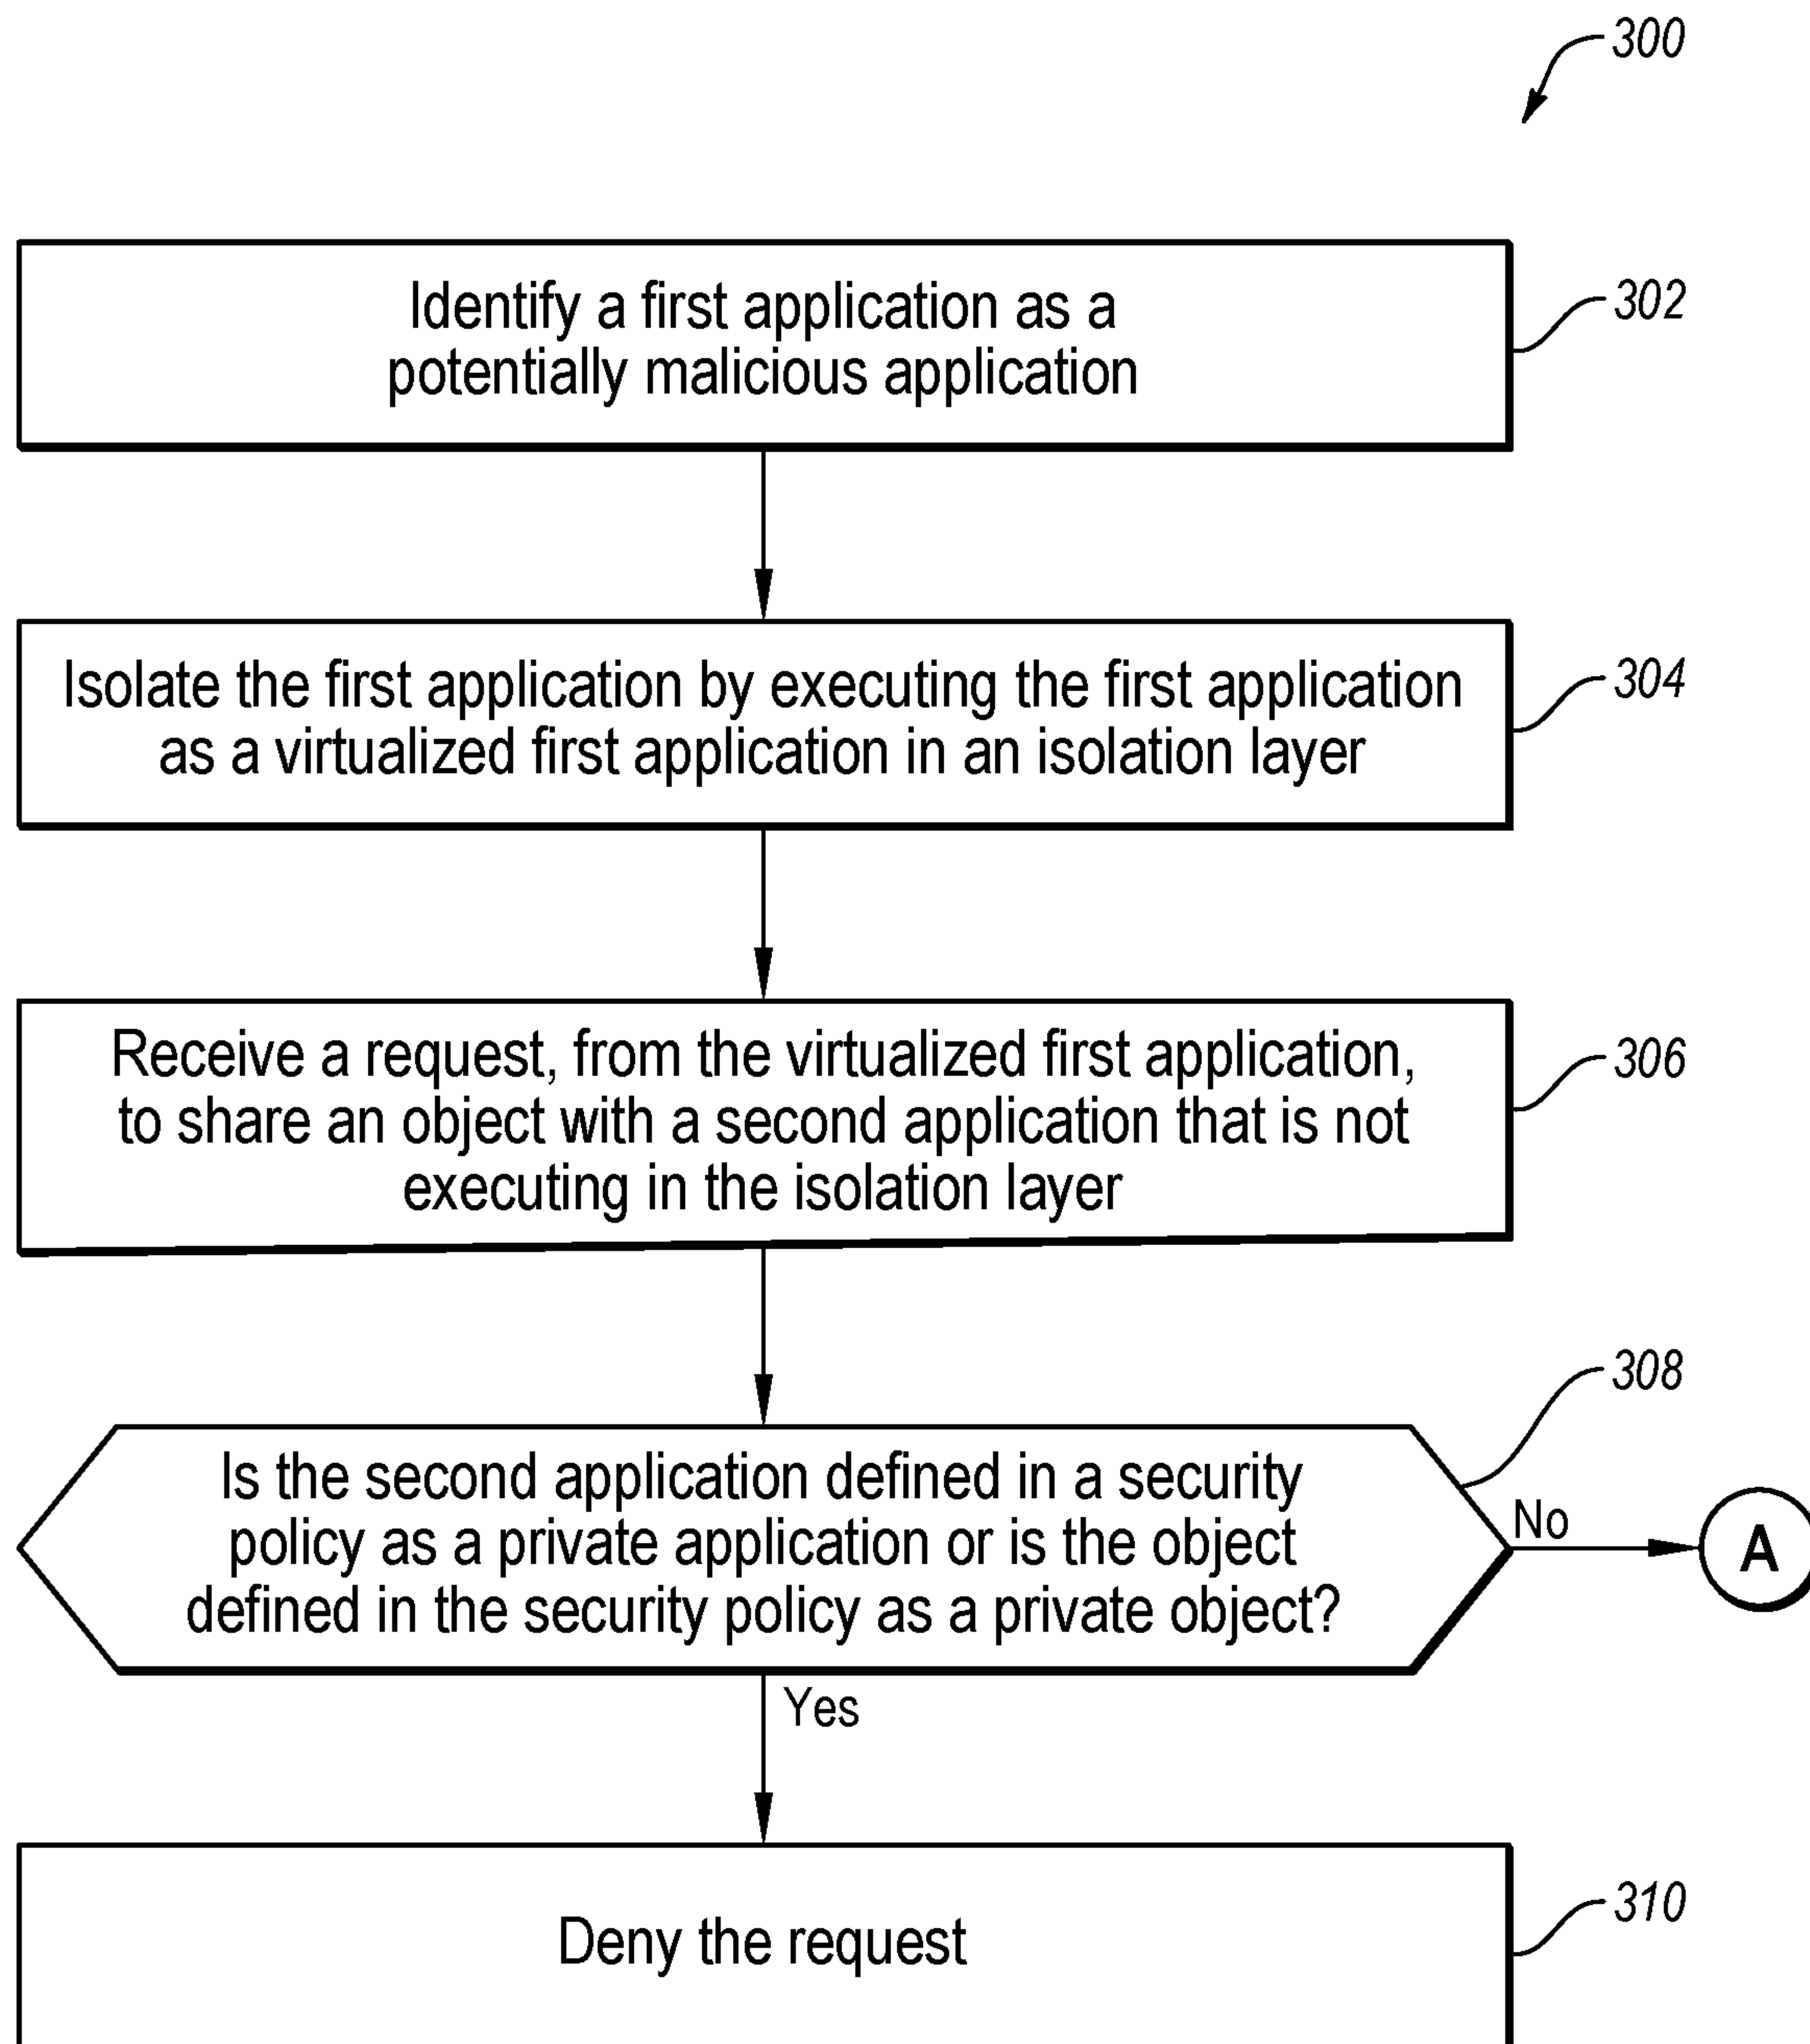 300
Identify a first application as a
potentially malicious application
302
Isolate the first application by executing the first application
as a virtualized first application in an isolation layer
304
Receive a request, from the virtualized first application,
to share an object with a second application that is not
executing in the isolation layer
306
308
Is the second application defined in a security
policy as a private application or is the object
defined in the security policy as a private object?
No
A
Yes
Deny the request
310